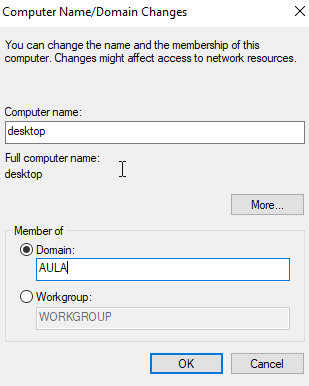 Computer Name/Domain Changes
You can change the name and the membership of this
computer. Changes might affect access to network resources.
Computer name:
desktop
Full computer name:
desktop
More...
Member of
Domain:
AULA
Workgroup:
WORKGROUP
OK
Cancel